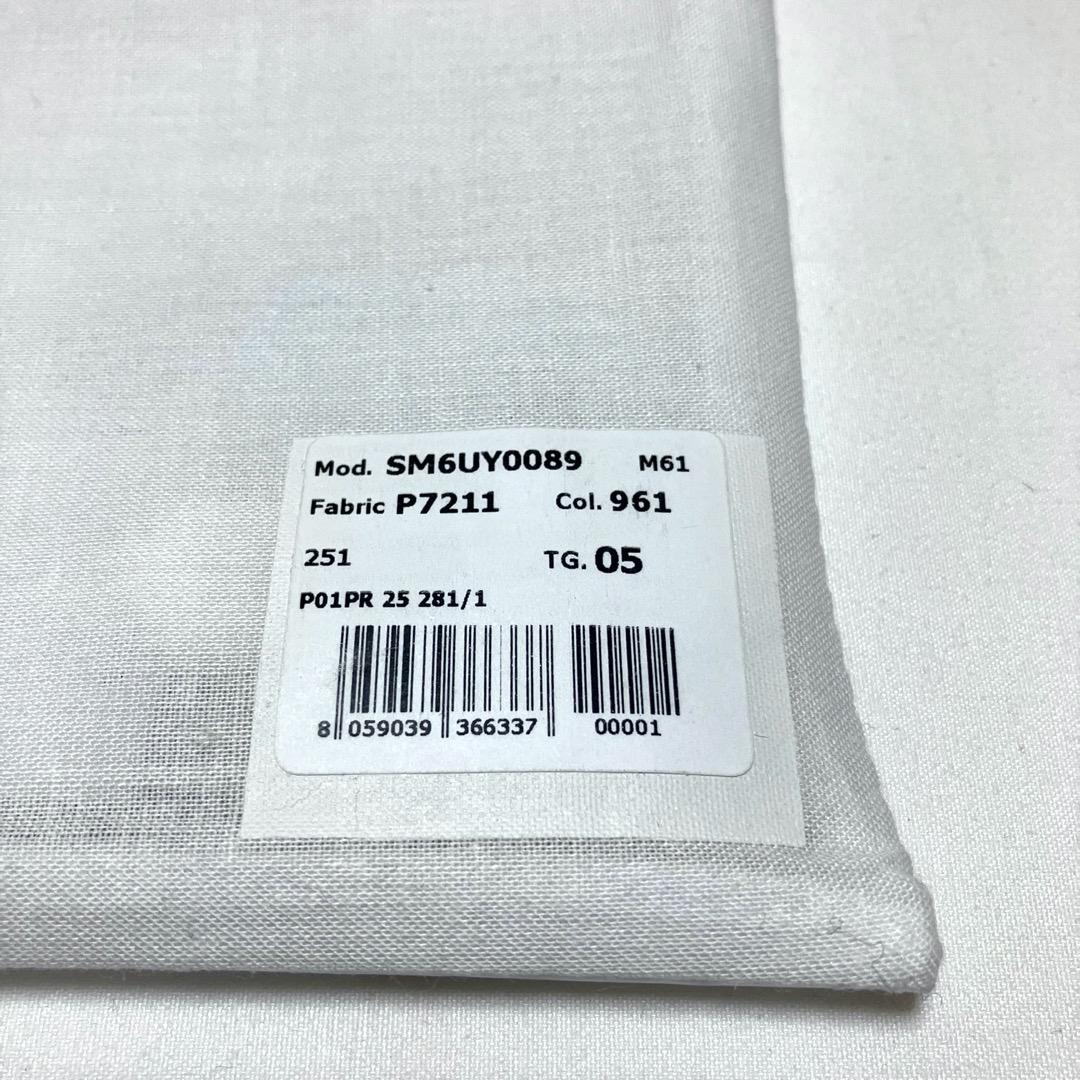 Mod. SM6UY0089 M61
Fabric P7211 Col. 961
251 TG. 05
P01PR 25 281/1
8 059039 366337 00001